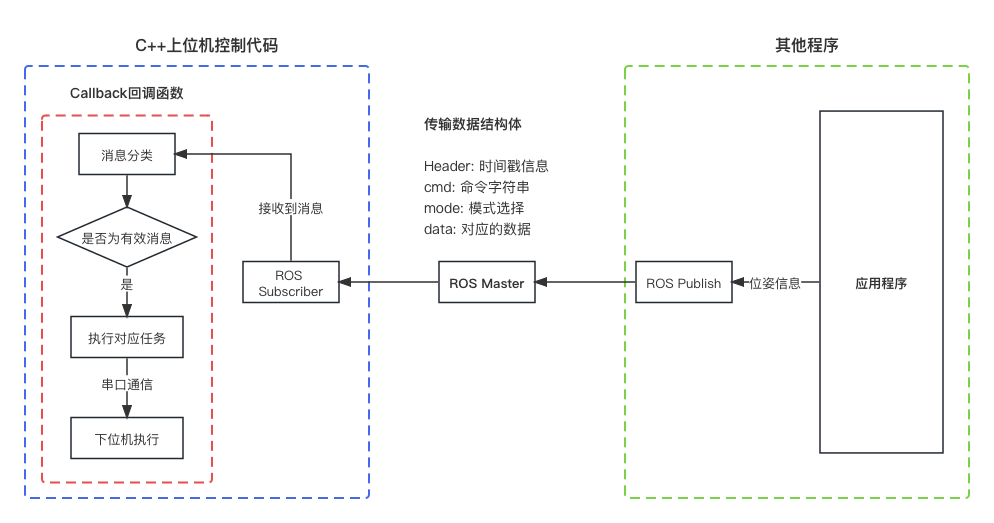 C++上位机控制代码
其他程序
Callback回调函数
消息分类
是否为有效消息
是
执行对应任务
串口通信
下位机执行
接收到消息
ROS
Subscriber
传输数据结构体
Header: 时间戳信息
cmd: 命令字符串
mode: 模式选择
data: 对应的数据
ROS Master
ROS Publish
位姿信息
应用程序